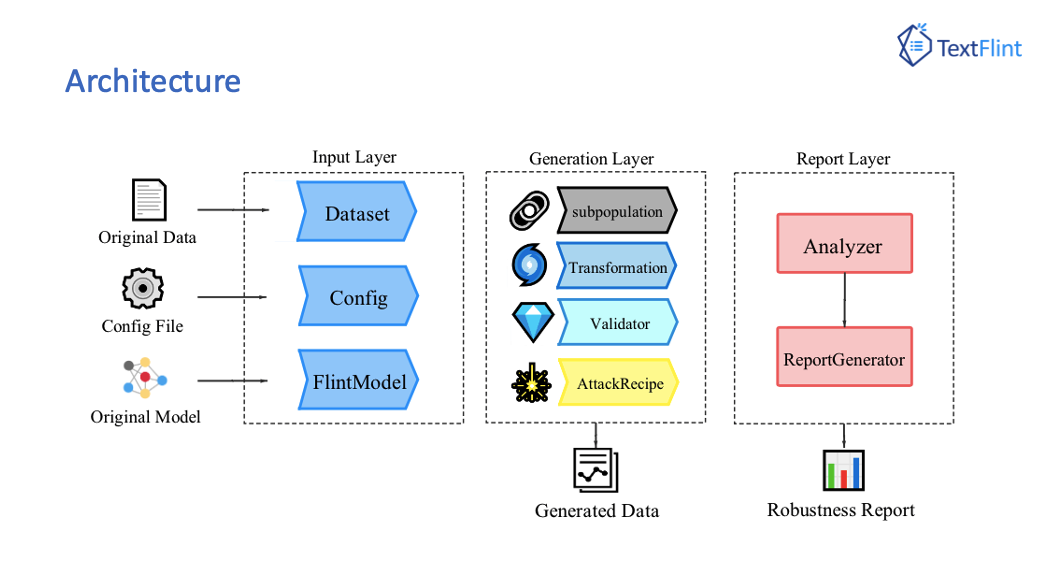 TextFlint
Architecture
Input Layer
Generation Layer
Report Layer
Original Data
Dataset
Config File
Config
Original Model
FlintModel
subpopulation
Transformation
Validator
AttackRecipe
Analyzer
ReportGenerator
Generated Data
Robustness Report